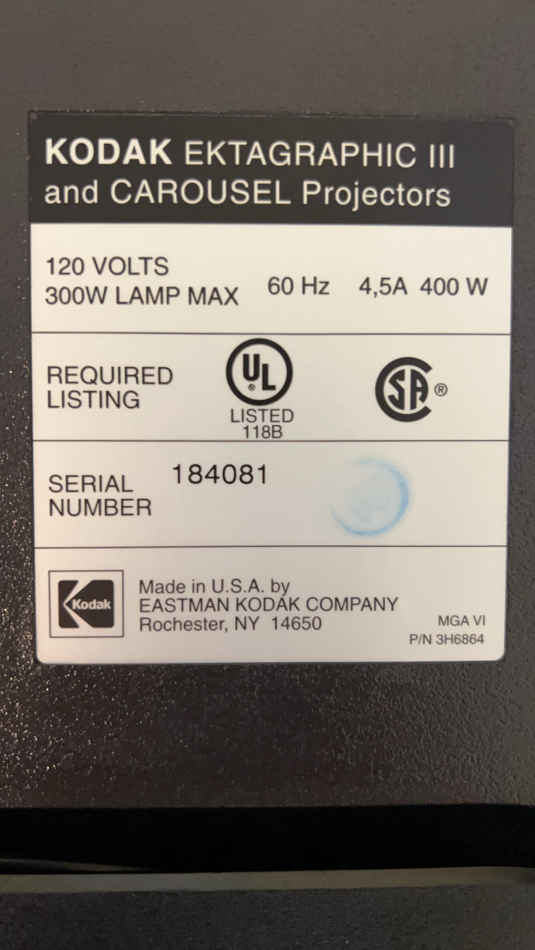 KODAK EKTAGRAPHIC III
and CAROUSEL Projectors
120 VOLTS
300W LAMP MAX 60 Hz 4,5A 400 W
REQUIRED
LISTING
UL
®
LISTED
118B
SA ®
SERIAL
NUMBER
184081
Kodak
Made in U.S.A. by
EASTMAN KODAK COMPANY
Rochester, NY 14650
MGA VI
P/N 3H6864